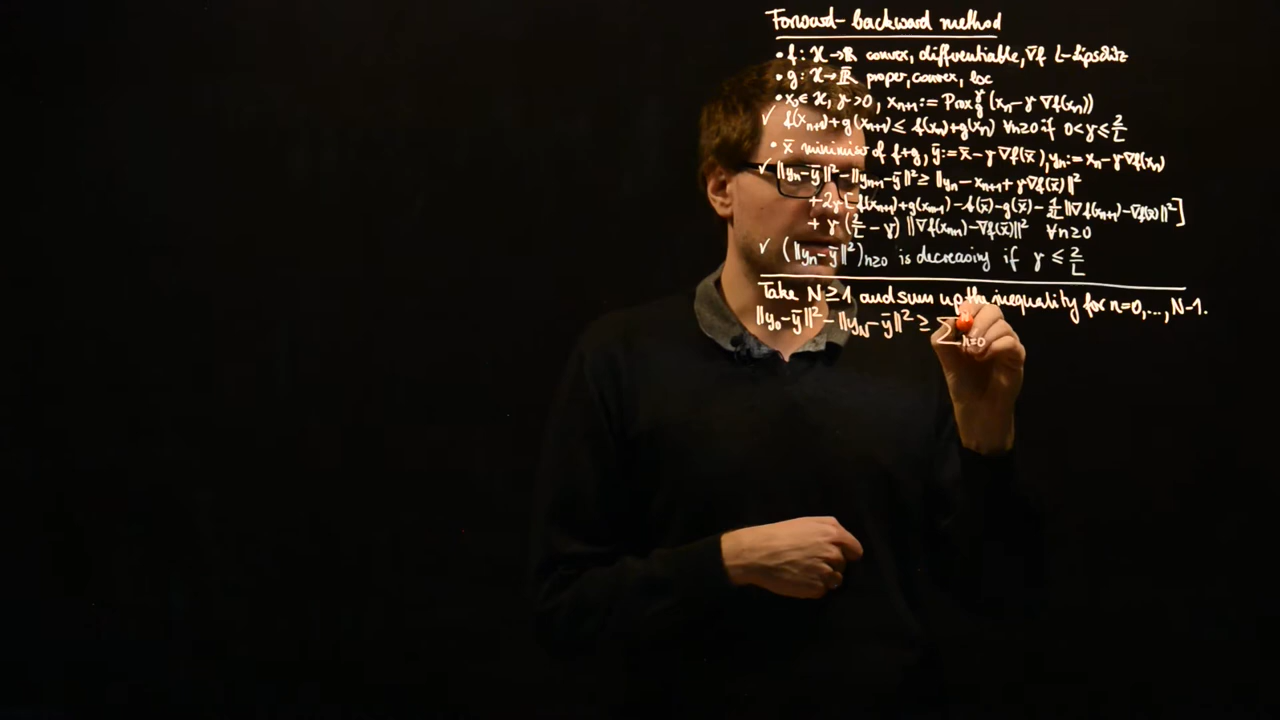 Forward-backward method
• f: ℋ→ℝ convex, differentiable, ∇f L-Lipschitz
• g: ℋ→ℝ̅ proper, convex, lsc
• x₀∈ ℋ, γ>0, xₙ₊₁:= Prox_g^γ (xₙ-γ ∇f(xₙ))
✓ f(xₙ₊₁)+g(xₙ₊₁)≤ f(xₙ)+g(xₙ) ∀n≥0 if 0<γ≤2/L
• x̄ minimiser of f+g, ȳ:=x̄-γ∇f(x̄), yₙ:=xₙ-γ∇f(xₙ)
✓ ‖yₙ-ȳ‖²-‖yₙ₊₁-ȳ‖²≥‖yₙ-xₙ₊₁+γ∇f(x̄)‖²
+2γ[f(xₙ₊₁)+g(xₙ₊₁)-f(x̄)-g(x̄)-1/2L‖∇f(xₙ₊₁)-∇f(x̄)‖²]
+γ(2/L-γ)‖∇f(xₙ₊₁)-∇f(x̄)‖² ∀n≥0
✓ (‖yₙ-ȳ‖²)ₙ≥₀ is decreasing if γ≤2/L
Take N≥1 and sum up the inequality for n=0,...,N-1.
‖y₀-ȳ‖²-‖y_N-ȳ‖²≥ Σ n=0